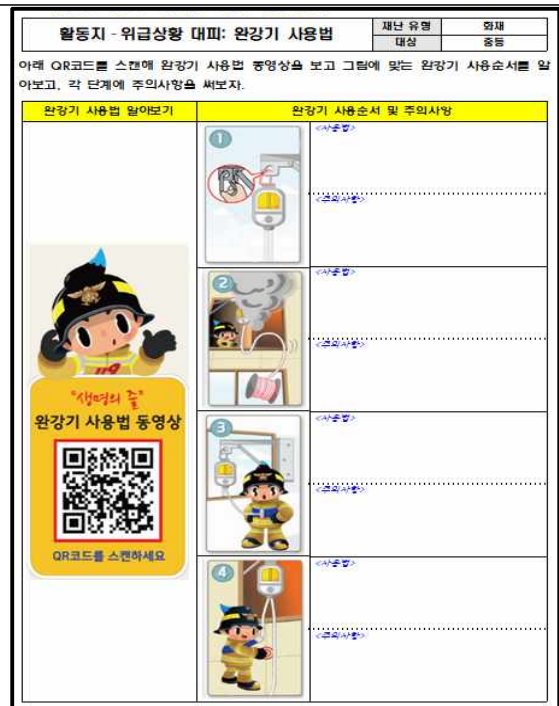 활동지 - 위급상황 대피: 완강기 사용법
재난 유형
화재
대상
중등
아래 QR코드를 스캔해 완강기 사용법 동영상을 보고 그림에 맞는 완강기 사용순서를 알
아보고, 각 단계에 주의사항을 써보자.
완강기 사용법 알아보기
완강기 사용순서 및 주의사항
119
"생명의 줄"
완강기 사용법 동영상
QR코드를 스캔하세요
1
<사용법>
<주의사항>
2
<사용법>
<주의사항>
3
<사용법>
<주의사항>
4
<사용법>
<주의사항>